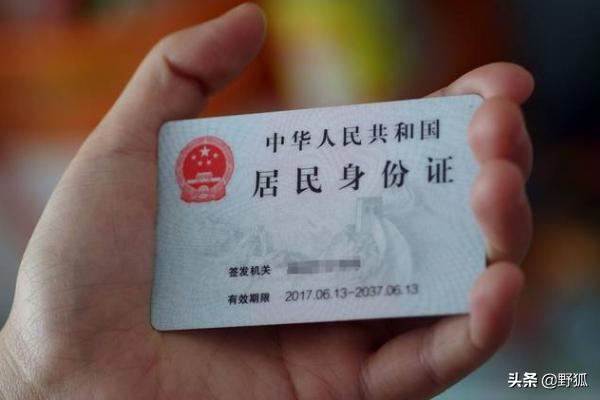 中华人民共和国
居民身份证
签发机关
有效期限 2017.06.13-2037.06.13
头条 @野狐